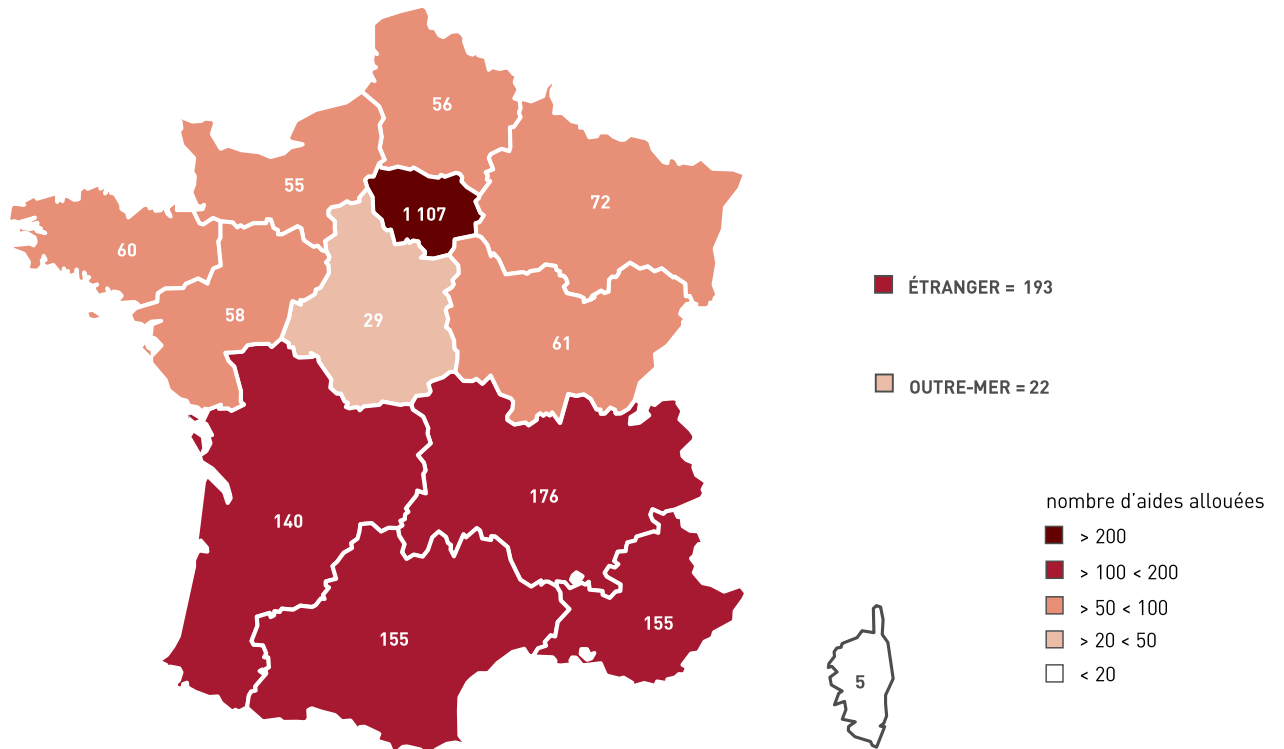 56
55
1 107
72
60
58
29
61
ÉTRANGER = 193
OUTRE-MER = 22
140
176
155
155
5
nombre d’aides allouées
> 200
> 100 < 200
> 50 < 100
> 20 < 50
< 20